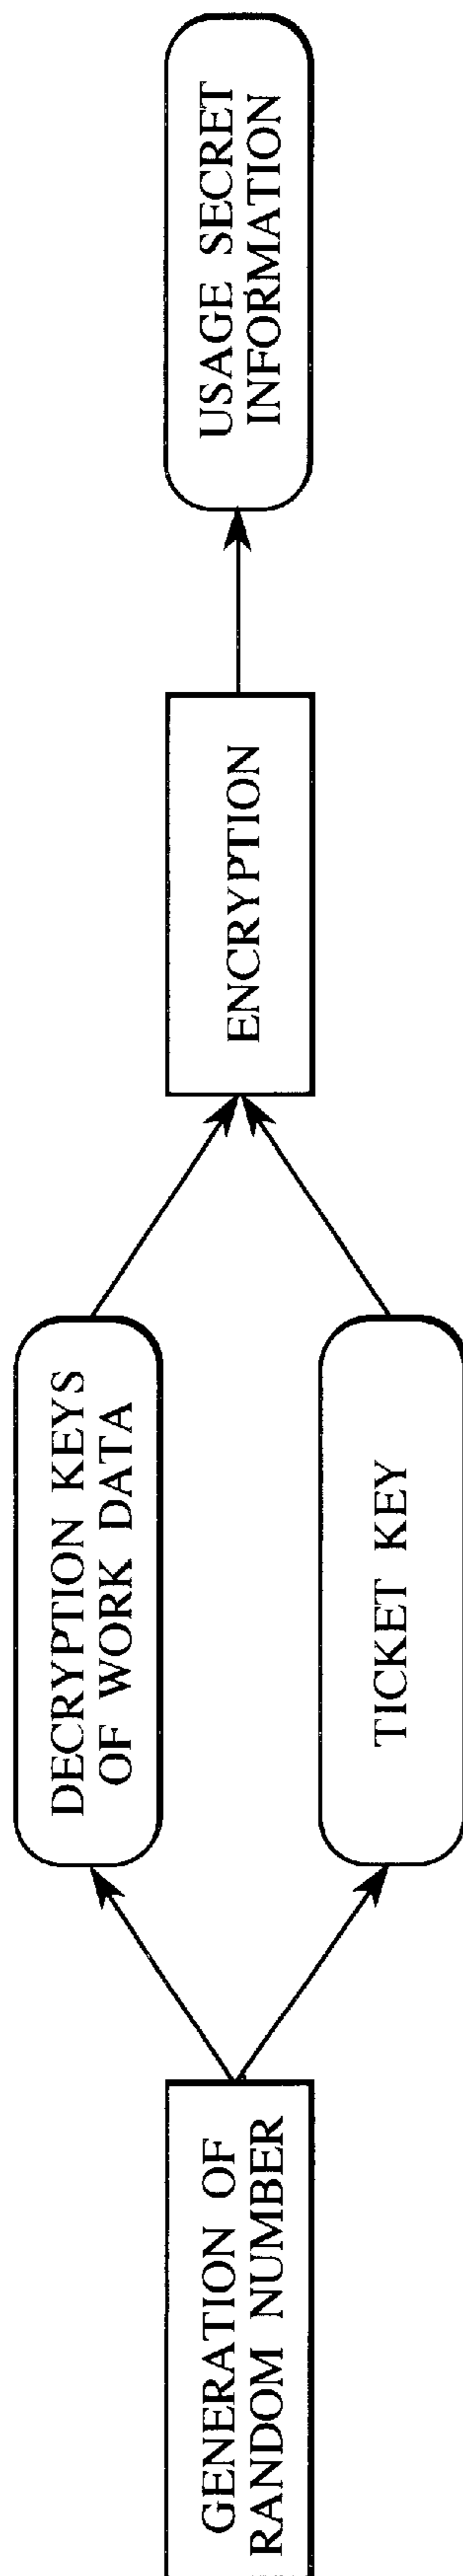 GENERATION OF
RANDOM NUMBER
DECRYPTION KEYS
OF WORK DATA
TICKET KEY
ENCRYPTION
USAGE SECRET
INFORMATION